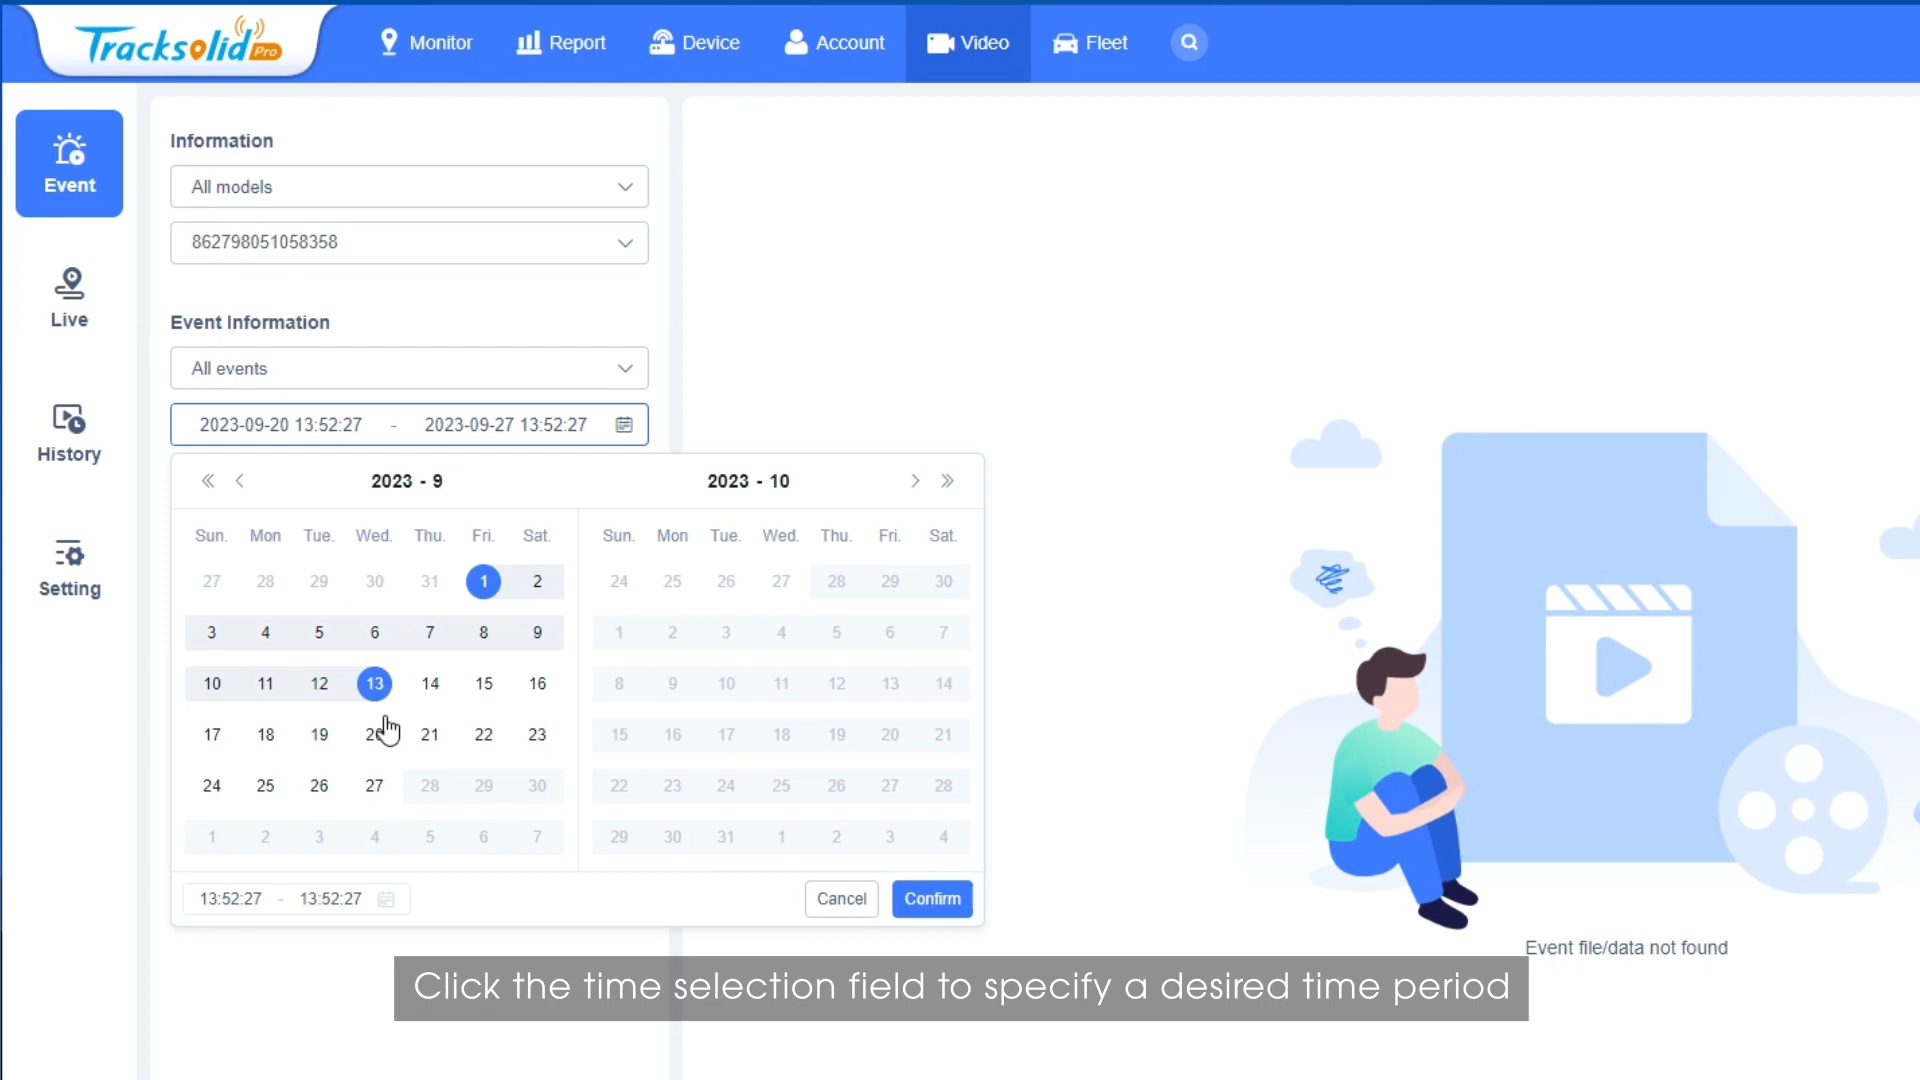 Tracksolid Pro
Monitor Report Device Account Video Fleet
Event
Live
History
Setting
Information
All models
862798051058358
Event Information
All events
2023-09-20 13:52:27 - 2023-09-27 13:52:27
2023 - 9
Sun. Mon Tue. Wed. Thu. Fri. Sat.
27 28 29 30 31 1 2
3 4 5 6 7 8 9
10 11 12 13 14 15 16
17 18 19 20 21 22 23
24 25 26 27 28 29 30
1 2 3 4 5 6 7
2023 - 10
Sun. Mon Tue. Wed. Thu. Fri. Sat.
24 25 26 27 28 29 30
1 2 3 4 5 6 7
8 9 10 11 12 13 14
15 16 17 18 19 20 21
22 23 24 25 26 27 28
29 30 31 1 2 3 4
13:52:27 - 13:52:27
Cancel Confirm
Event file/data not found
Click the time selection field to specify a desired time period